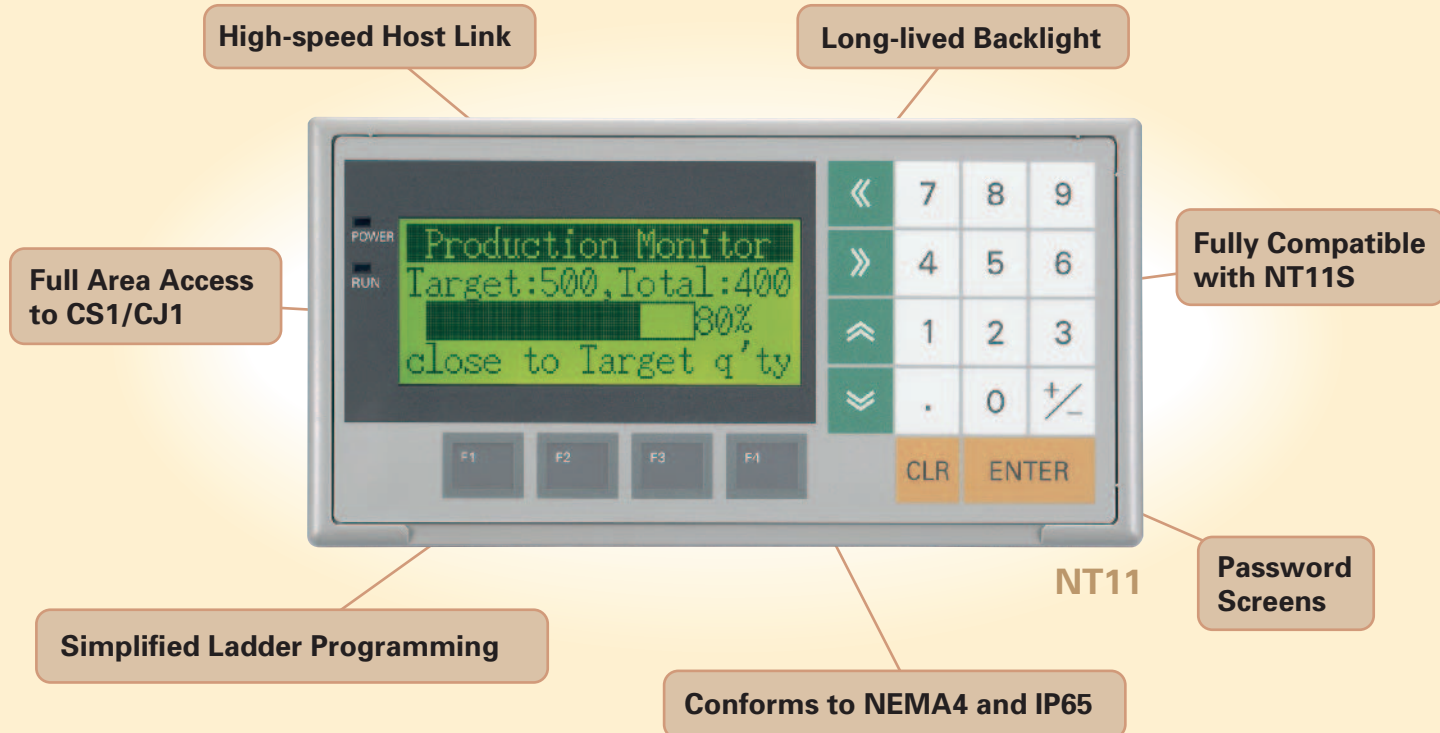 High-speed Host Link
Long-lived Backlight
Full Area Access
to CS1/CJ1
Fully Compatible
with NT11S
POWER
RUN
Production Monitor
Target:500,Total:400
80%
close to Target q'ty
7 8 9
4 5 6
1 2 3
. 0 +/−
F1 F2 F3 F4
CLR ENTER
NT11
Password
Screens
Simplified Ladder Programming
Conforms to NEMA4 and IP65